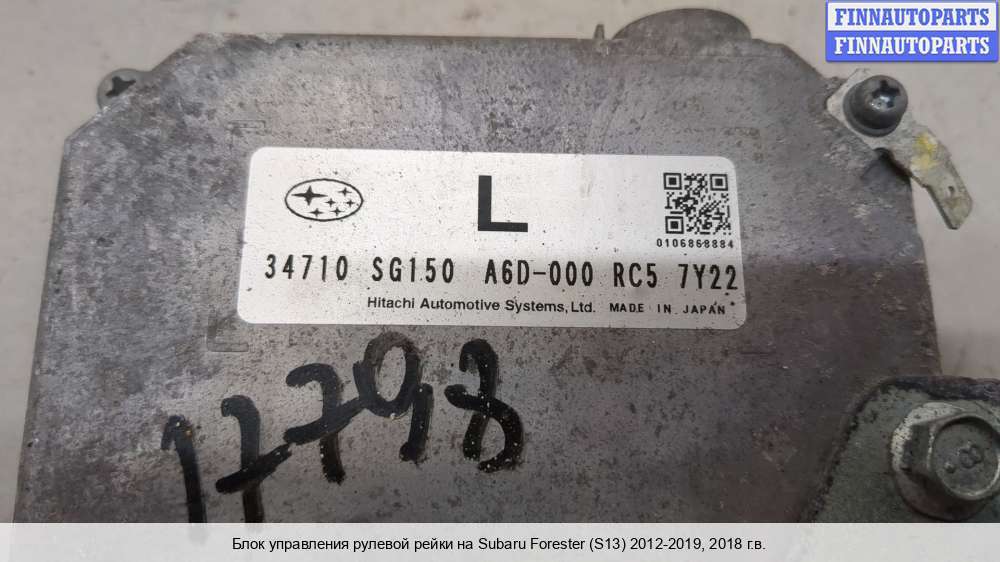 FINNAUTOPARTS
FINNAUTOPARTS
L
0106868884
34710 SG150 A6D-000 RC5 7Y22
Hitachi Automotive Systems, Ltd. MADE IN JAPAN
8
Блок управления рулевой рейки на Subaru Forester (S13) 2012-2019, 2018 г.в.